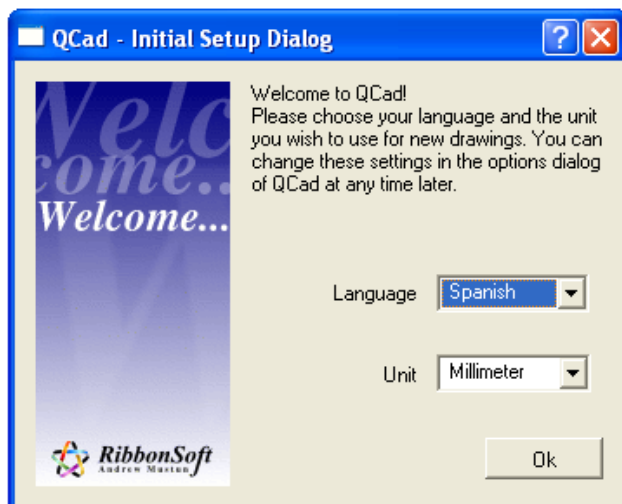 QCad - Initial Setup Dialog
Welc
come..
Welcome...
Welcome to QCad!
Please choose your language and the unit
you wish to use for new drawings. You can
change these settings in the options dialog
of QCad at any time later.
Language Spanish
Unit Millimeter
RibbonSoft
Andrew Mustun
Ok